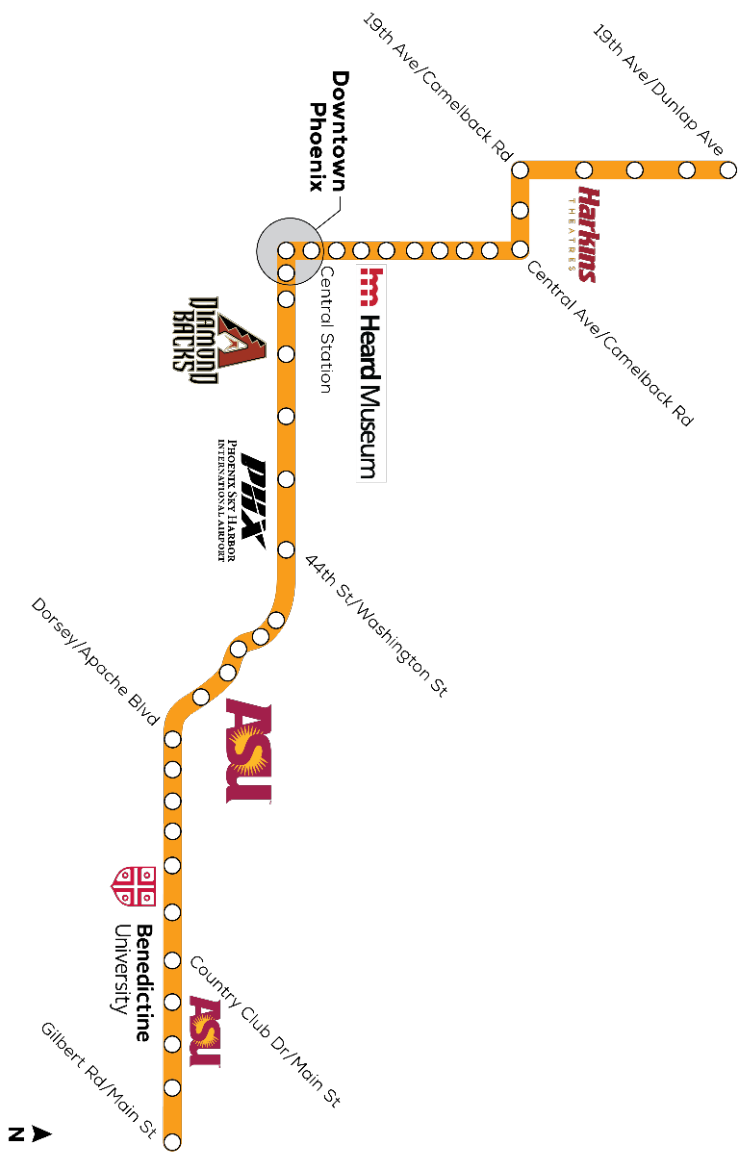 19th Ave/Dunlap Ave
19th Ave/Camelback Rd
Harkins
THEATRES
Central Ave/Camelback Rd
hm Heard Museum
Downtown
Phoenix
Central Station
DIAMOND
BACKS
PHX
PHOENIX SKY HARBOR
INTERNATIONAL AIRPORT
44th St/Washington St
ASU
Dorsey/Apache Blvd
Benedictine
University
Country Club Dr/Main St
ASU
Gilbert Rd/Main St
N